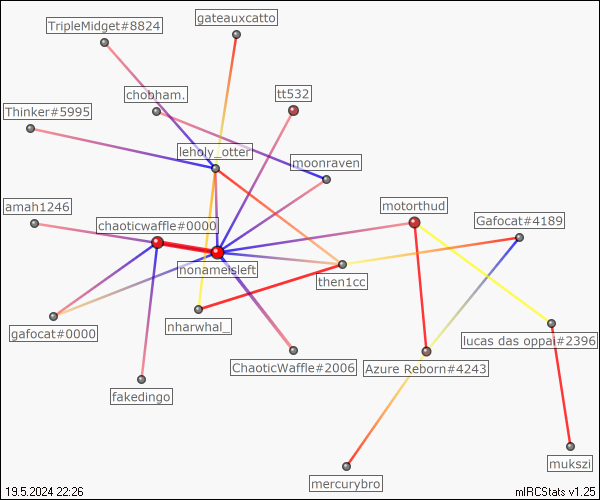 gateauxcatto
TripleMidget#8824
chobham.
tt532
Thinker#5995
leholy_otter
moonraven
amah1246
motorthud
chaoticwaffle#0000
Gafocat#4189
nonameisleft
then1cc
gafocat#0000
nharwhal_
lucas das oppai#2396
ChaoticWaffle#2006
Azure Reborn#4243
fakedingo
mukszi
mercurybro
19.5.2024 22:26
mIRCStats v1.25